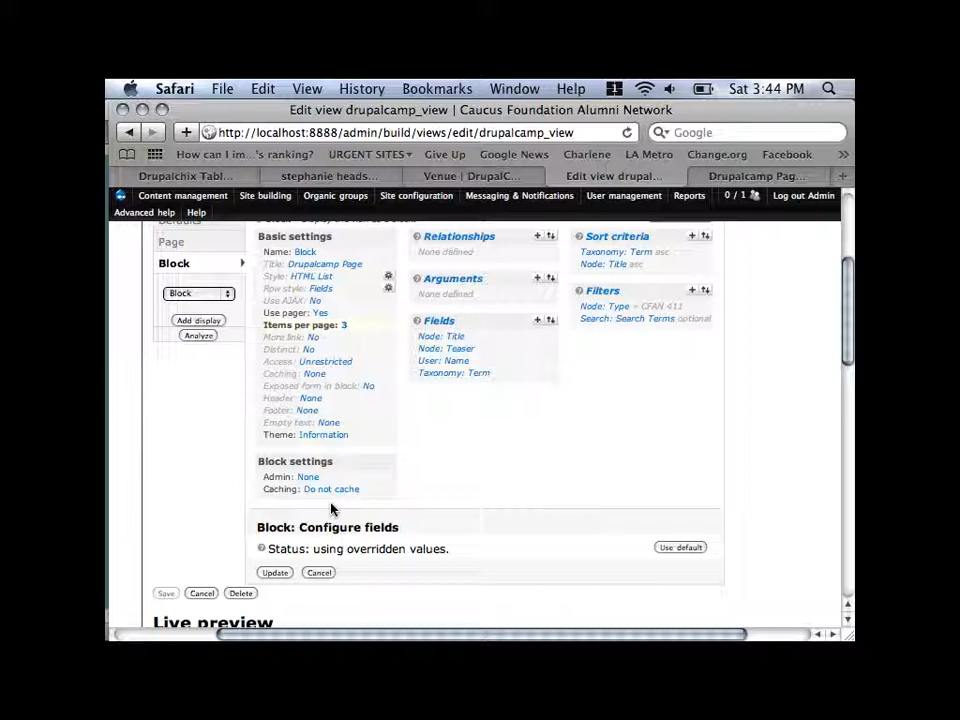 Safari File Edit View History Bookmarks Window Help Sat 3:44 PM
Edit view drupalcamp_view | Caucus Foundation Alumni Network
http://localhost:8888/admin/build/views/edit/drupalcamp_view Google
How can I im...'s ranking? URGENT SITES Give Up Google News Charlene LA Metro Change.org Facebook
Drupalchix Tabl... stephanie heads... Venue | DrupalC... Edit view drupal... Drupalcamp Pag...
Content management Site building Organic groups Site configuration Messaging & Notifications User management Reports 0 / 1 Log out Admin
Advanced help Help
Defaults
Page
Block
Block
Add display
Analyze
Basic settings
Name: Block
Title: Drupalcamp Page
Style: HTML List
Row style: Fields
Use AJAX: No
Use pager: Yes
Items per page: 3
More link: No
Distinct: No
Access: Unrestricted
Caching: None
Exposed form in block: No
Header: None
Footer: None
Empty text: None
Theme: Information
Block settings
Admin: None
Caching: Do not cache
Relationships
None defined
Arguments
None defined
Fields
Node: Title
Node: Teaser
User: Name
Taxonomy: Term
Sort criteria
Taxonomy: Term asc
Node: Title asc
Filters
Node: Type = CFAN 411
Search: Search Terms optional
Block: Configure fields
Status: using overridden values.
Use default
Update Cancel
Save Cancel Delete
Live preview